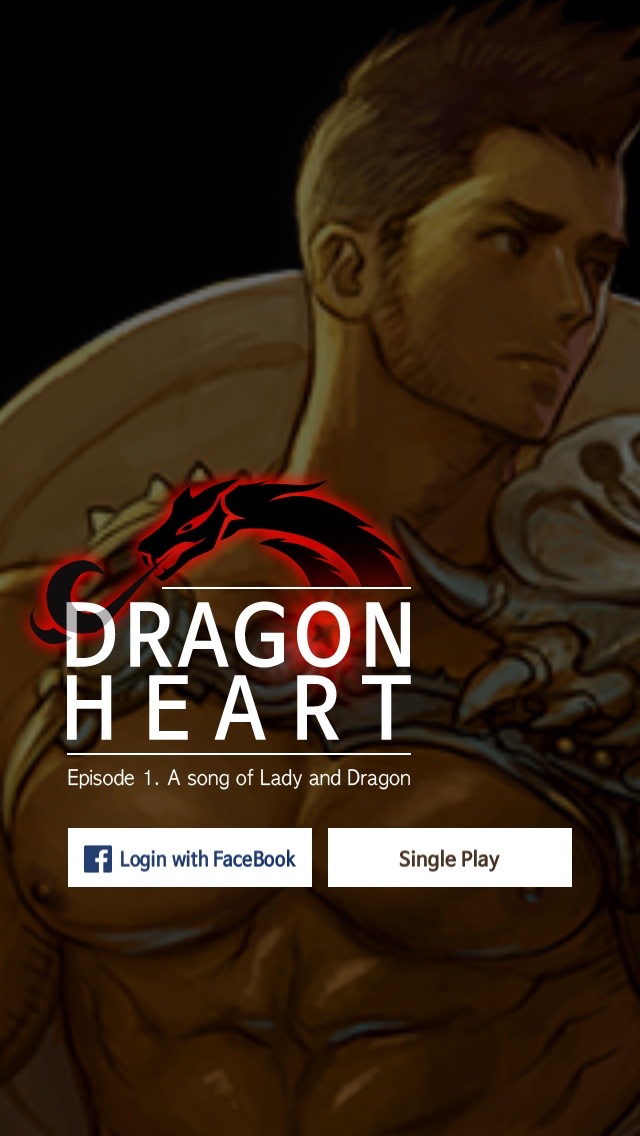 DRAGON
HEART
Episode 1. A song of Lady and Dragon
Login with FaceBook
Single Play